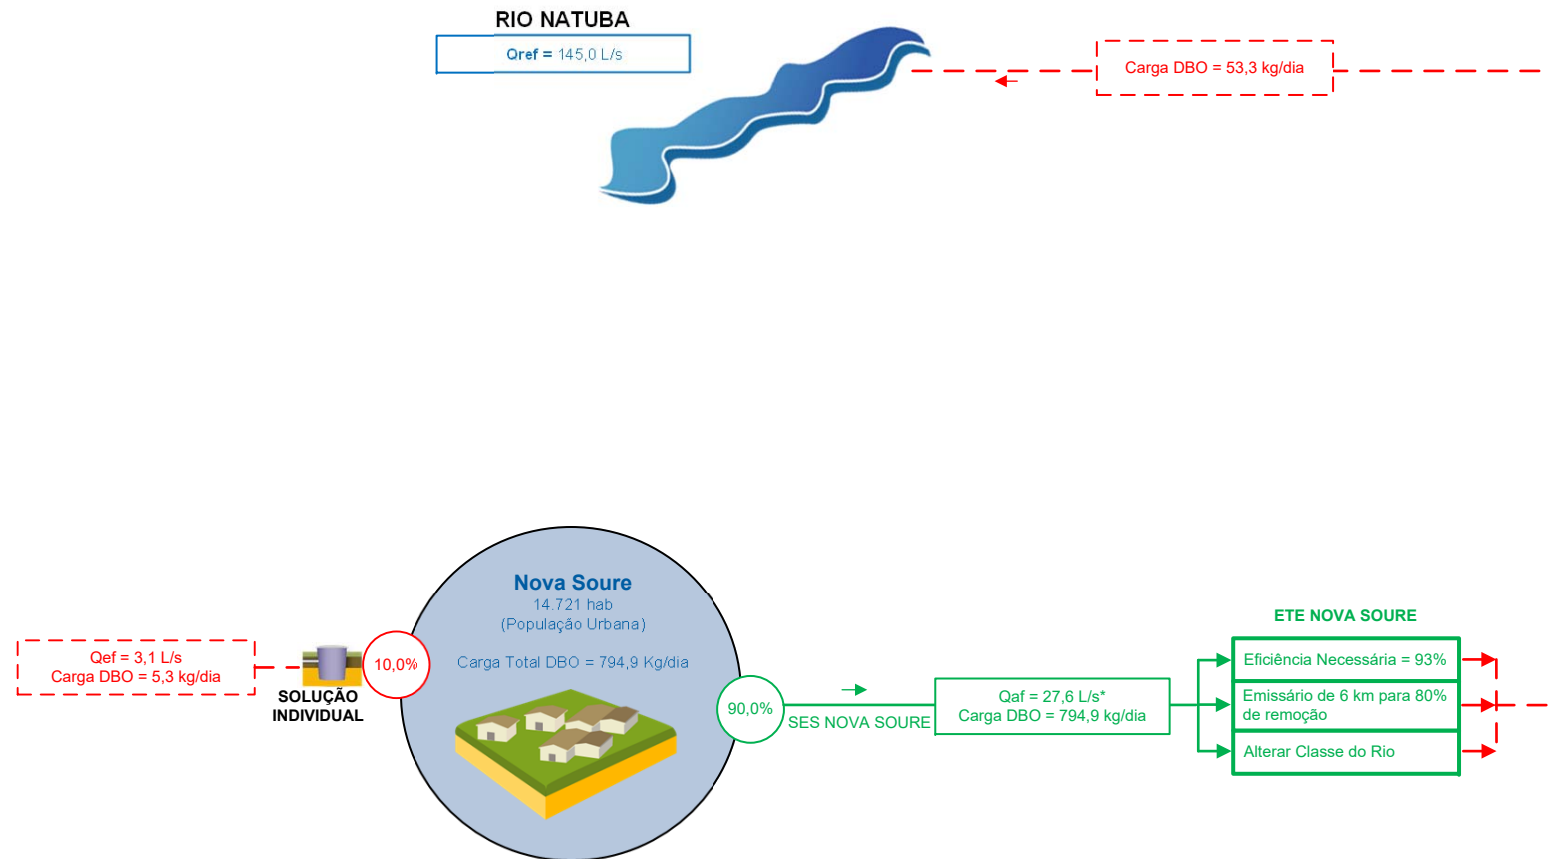 RIO NATUBA
Qref = 145,0 L/s
Carga DBO = 53,3 kg/dia
Nova Soure
14.721 hab
(População Urbana)
Carga Total DBO = 794,9 Kg/dia
Qef = 3,1 L/s
Carga DBO = 5,3 kg/dia
SOLUÇÃO
INDIVIDUAL
10,0%
90,0%
SES NOVA SOURE
Qaf = 27,6 L/s*
Carga DBO = 794,9 kg/dia
ETE NOVA SOURE
Eficiência Necessária = 93%
Emissário de 6 km para 80%
de remoção
Alterar Classe do Rio